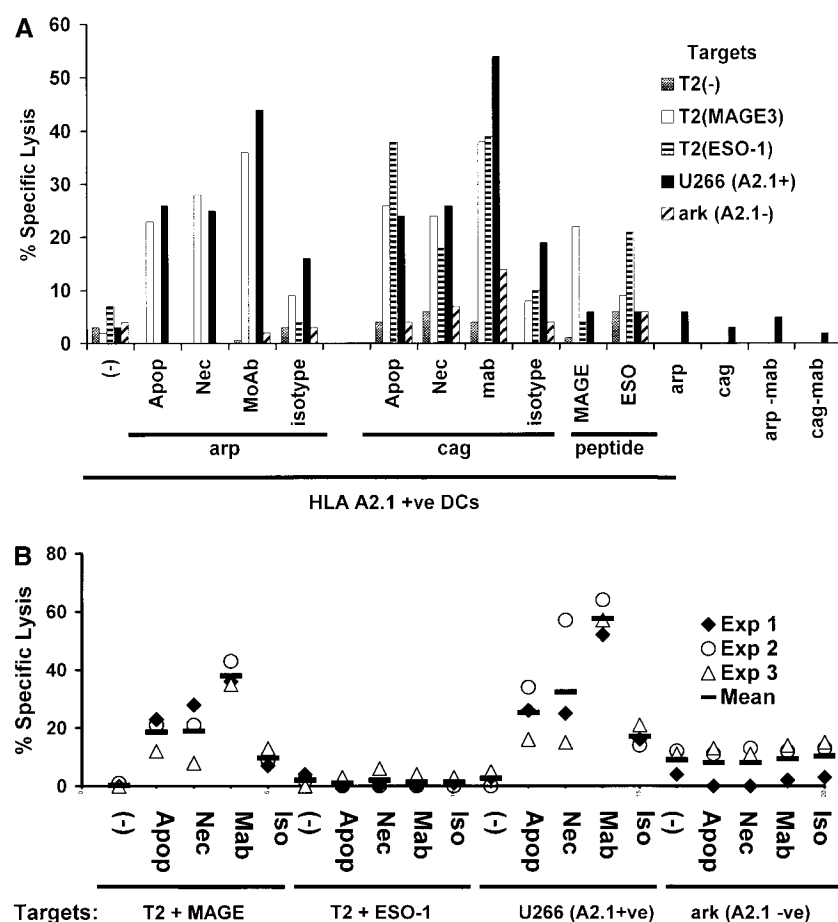 A
60
50
40
30
20
10
0
% Specific Lysis
Targets
T2(-)
T2(MAGE3)
T2(ESO-1)
U266 (A2.1+)
ark (A2.1-)
(-)
Apop
Nec
MoAb
isotype
Apop
Nec
mab
isotype
MAGE
ESO
arp
cag
arp -mab
cag-mab
arp
cag
peptide
HLA A2.1 +ve DCs
B
80
60
40
20
0
% Specific Lysis
Exp 1
Exp 2
Exp 3
Mean
(-)
Apop
Nec
Mab
Iso
(-)
Apop
Nec
Mab
Iso
(-)
Apop
Nec
Mab
Iso
(-)
Apop
Nec
Mab
Iso
Targets: T2 + MAGE T2 + ESO-1 U266 (A2.1+ve) ark (A2.1 -ve)